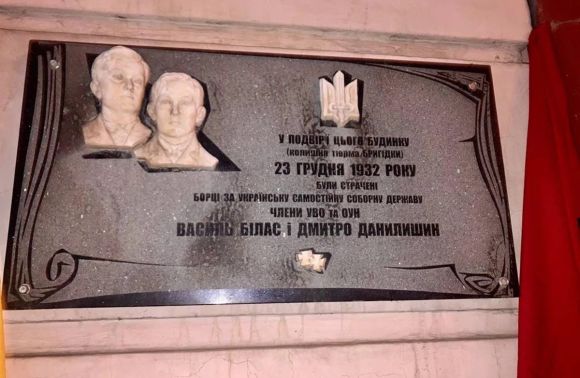 У ПОДВІР'Ї ЦЬОГО БУДИНКУ
(КОЛИШНЯ ТЮРМА БРИГІДКИ)
23 ГРУДНЯ 1932 РОКУ
БУЛИ СТРАЧЕНІ
БОРЦІ ЗА УКРАЇНСЬКУ САМОСТІЙНУ СОБОРНУ ДЕРЖАВУ
ЧЛЕНИ УВО ТА ОУН
ВАСИЛЬ БІЛАС І ДМИТРО ДАНИЛИШИН